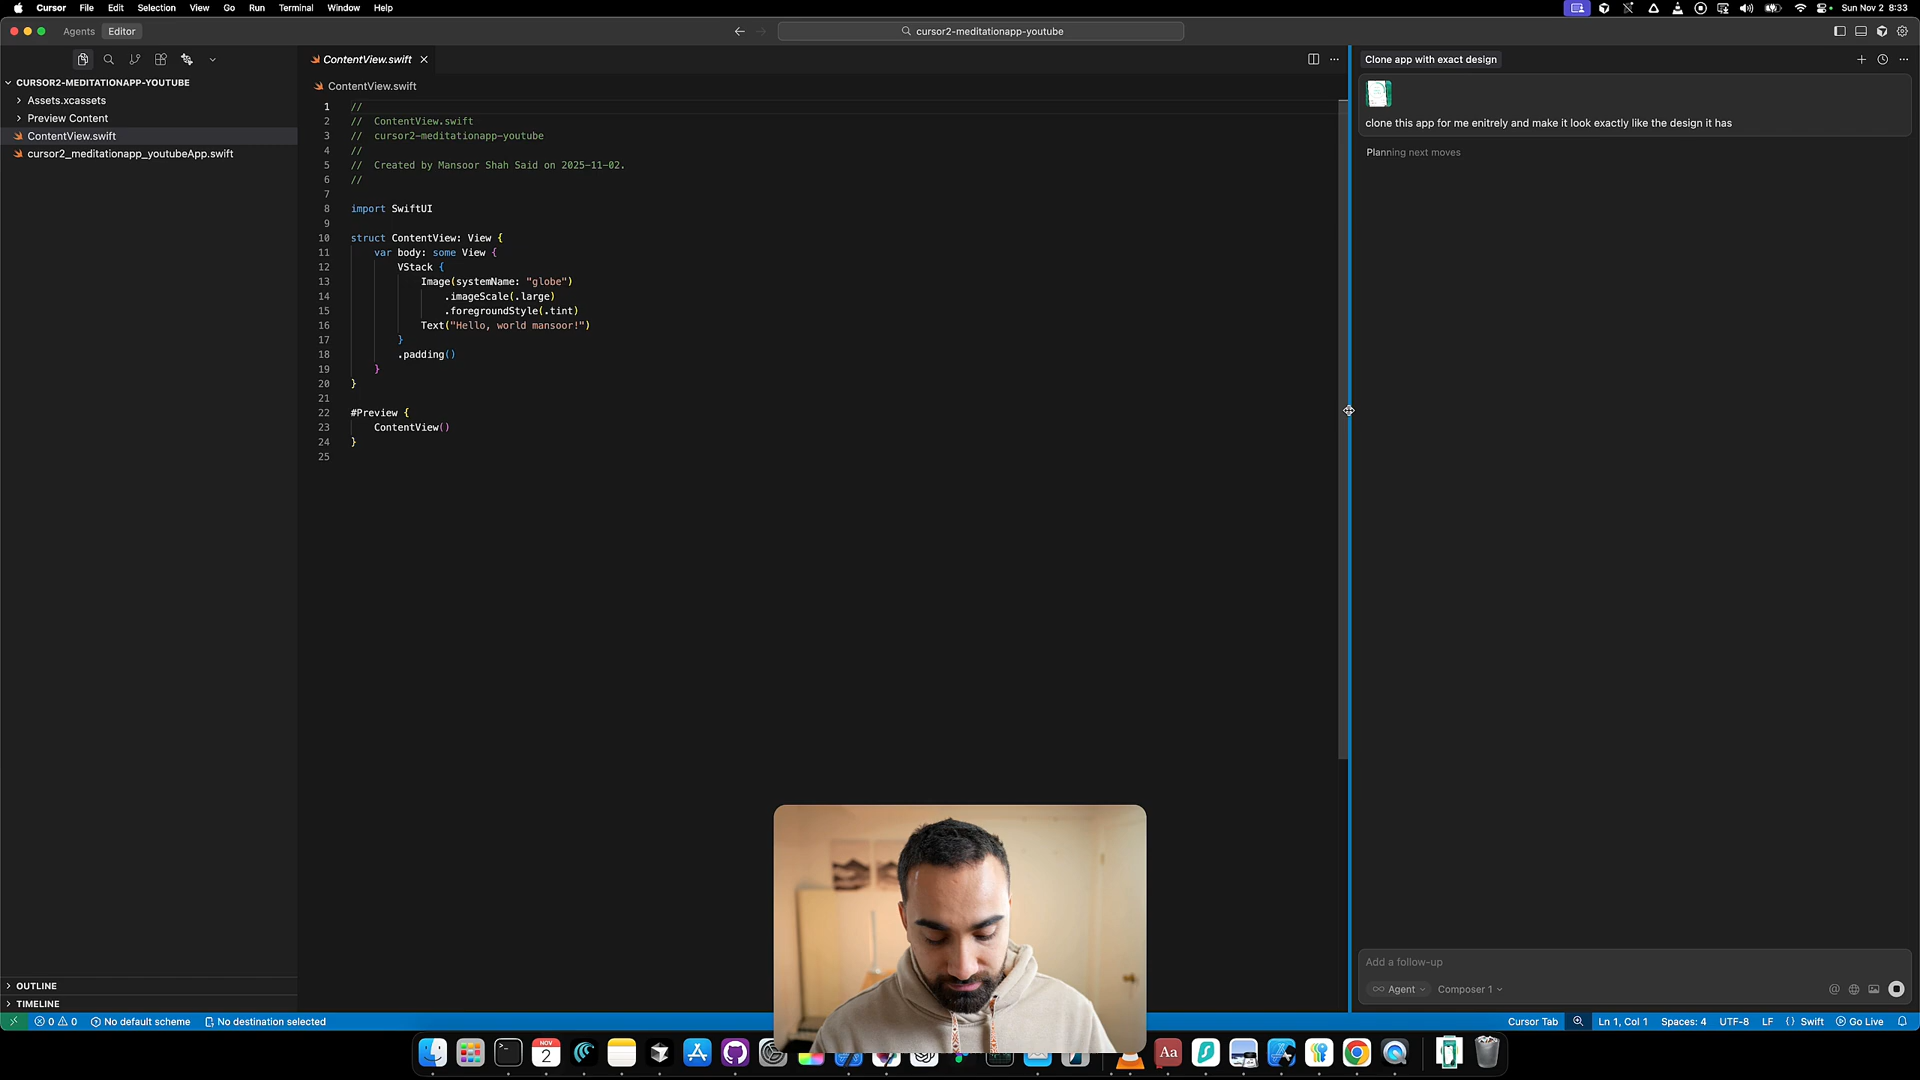 Cursor File Edit Selection View Go Run Terminal Window Help
Sun Nov 2 8:33
Agents Editor
cursor2-meditationapp-youtube
CURSOR2-MEDITATIONAPP-YOUTUBE
Assets.xcassets
Preview Content
ContentView.swift
cursor2_meditationapp_youtubeApp.swift
OUTLINE
TIMELINE
ContentView.swift
ContentView.swift
1 //
2 //  ContentView.swift
3 //  cursor2-meditationapp-youtube
4 //
5 //  Created by Mansoor Shah Said on 2025-11-02.
6 //
7
8 import SwiftUI
9
10 struct ContentView: View {
11     var body: some View {
12         VStack {
13             Image(systemName: "globe")
14                 .imageScale(.large)
15                 .foregroundStyle(.tint)
16             Text("Hello, world mansoor!")
17         }
18         .padding()
19     }
20 }
21
22 #Preview {
23     ContentView()
24 }
25
Clone app with exact design
clone this app for me enitrely and make it look exactly like the design it has
Planning next moves
Add a follow-up
Agent Composer 1
0 0 No default scheme No destination selected
Cursor Tab Ln 1, Col 1 Spaces: 4 UTF-8 LF {} Swift Go Live
NOV
2
Aa